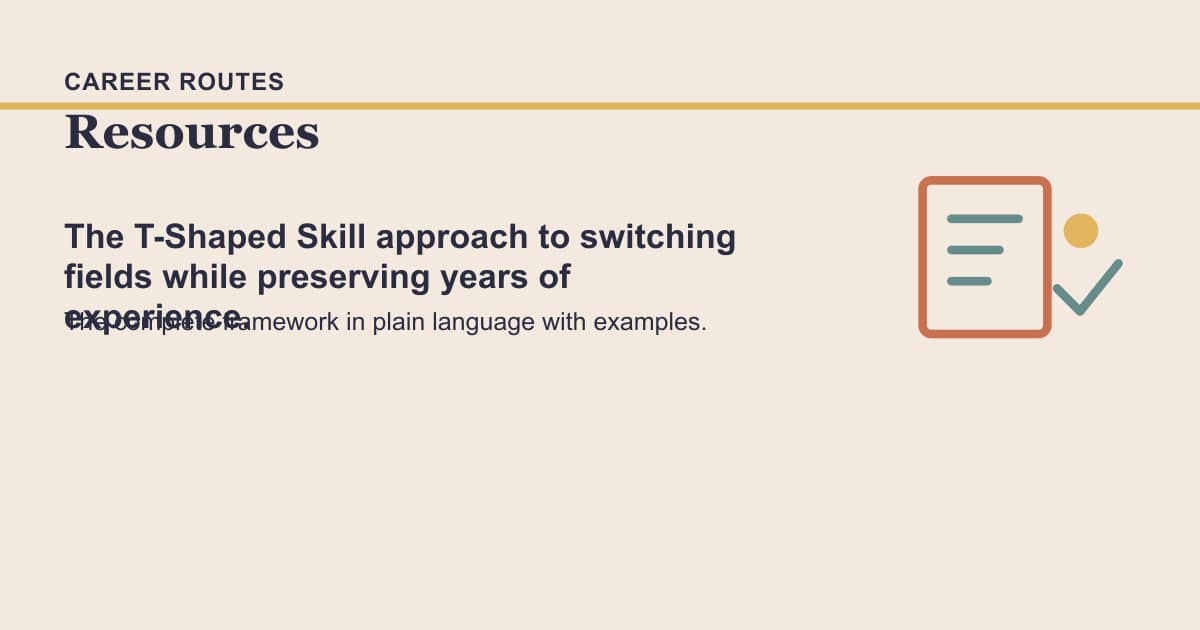 CAREER ROUTES
Resources
The T-Shaped Skill approach to switching
fields while preserving years of
experience.
The complete framework in plain language with examples.